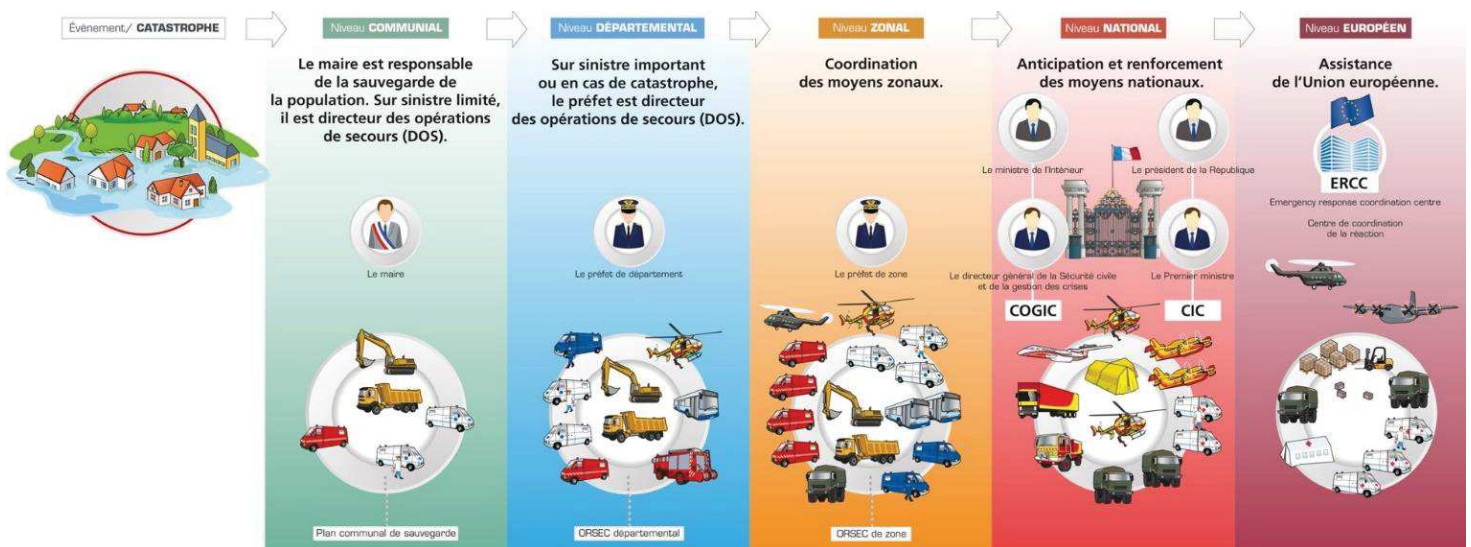 Évènement/ CATASTROPHE
Niveau COMMUNIAL
Le maire est responsable
de la sauvegarde de
la population. Sur sinistre limité,
il est directeur des opérations
de secours (DOS).
Le maire
Plan communal de sauvegarde
Niveau DÉPARTEMENTAL
Sur sinistre important
ou en cas de catastrophe,
le préfet est directeur
des opérations de secours (DOS).
Le préfet de département
ORSEC départemental
Niveau ZONAL
Coordination
des moyens zonaux.
Le préfet de zone
ORSEC de zone
Niveau NATIONAL
Anticipation et renforcement
des moyens nationaux.
Le ministre de l'Intérieur
Le président de la République
Le directeur général de la Sécurité civile
et de la gestion des crises
Le Premier ministre
COGIC
CIC
Niveau EUROPÉEN
Assistance
de l'Union européenne.
ERCC
Emergency response coordination centre
Centre de coordination
de la réaction